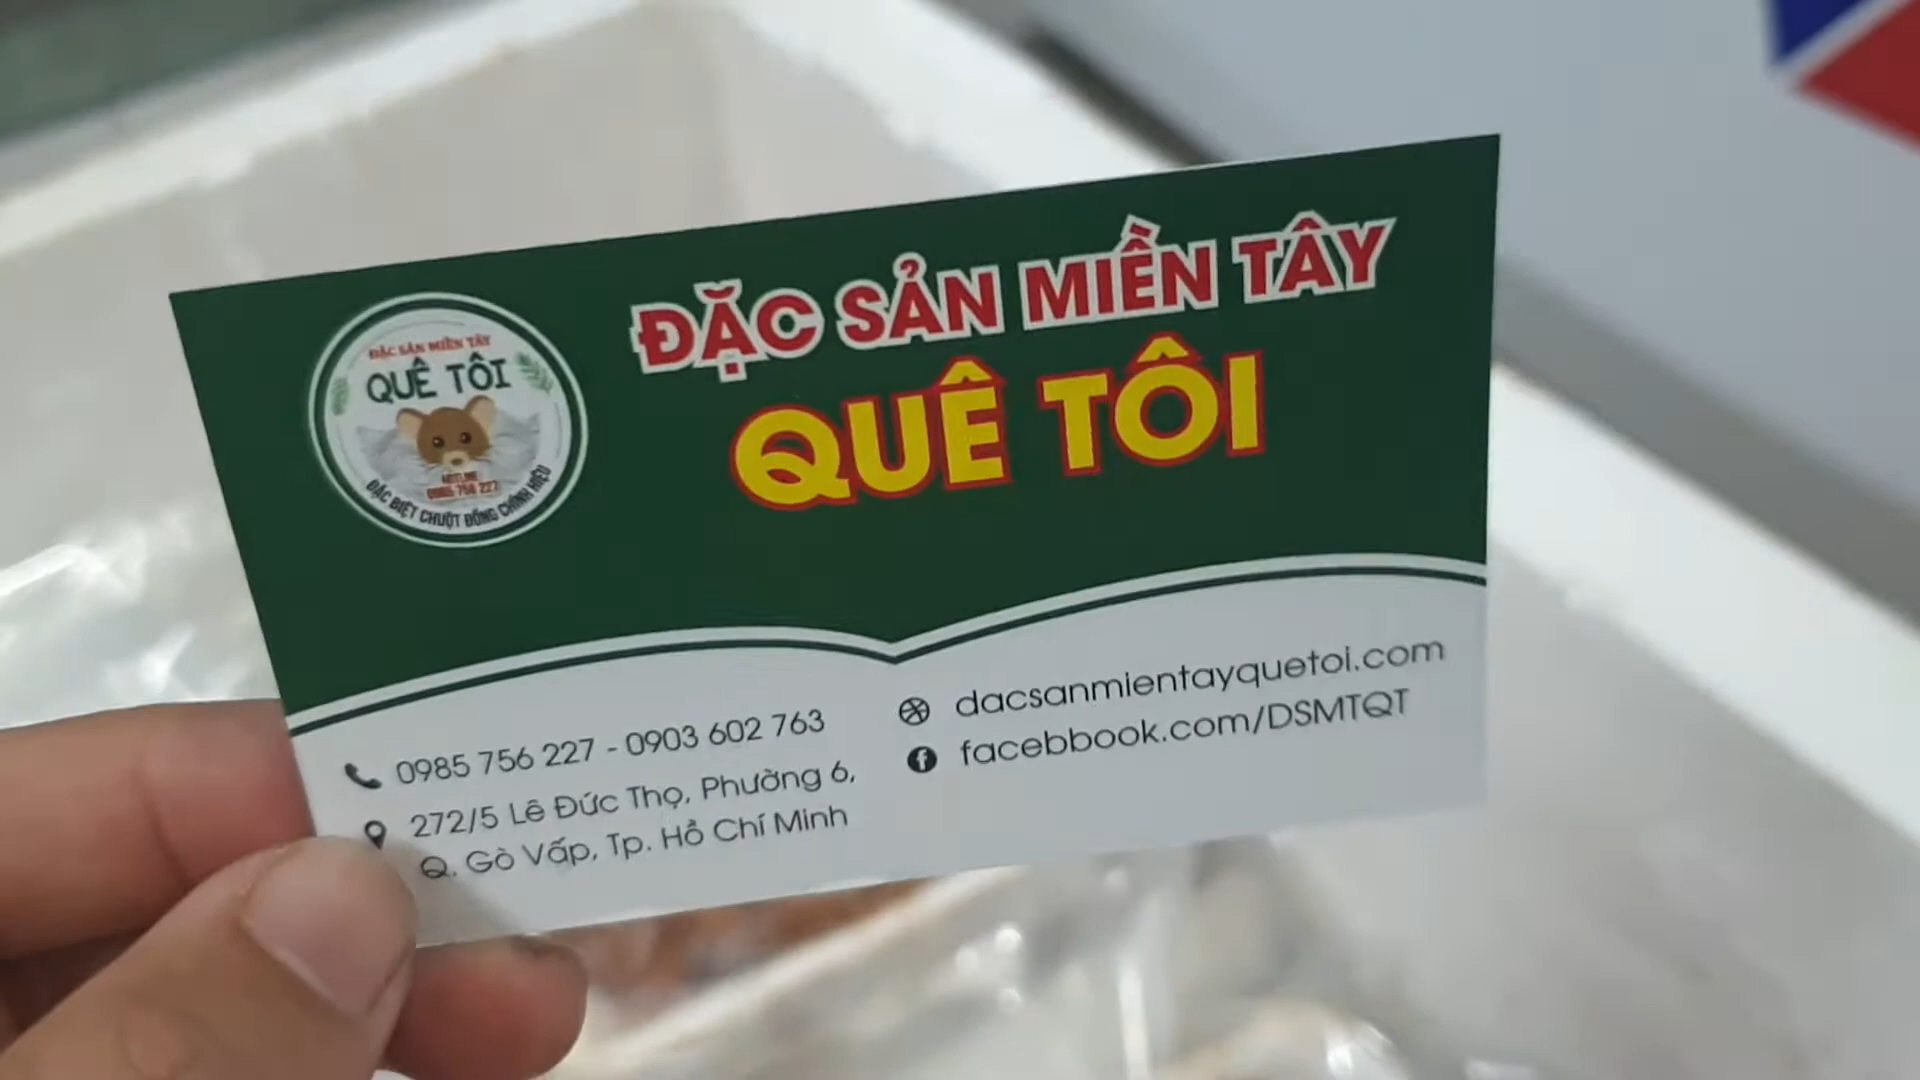 ĐẶC SẢN MIỀN TÂY
QUÊ TÔI
HOTLINE
0985 756 227
ĐẶC BIỆT CHUỘT ĐỒNG CHÍNH HIỆU
ĐẶC SẢN MIỀN TÂY
QUÊ TÔI
0985 756 227 - 0903 602 763
272/5 Lê Đức Thọ, Phường 6,
Q. Gò Vấp, Tp. Hồ Chí Minh
dacsanmientayquetoi.com
facebbook.com/DSMTQT